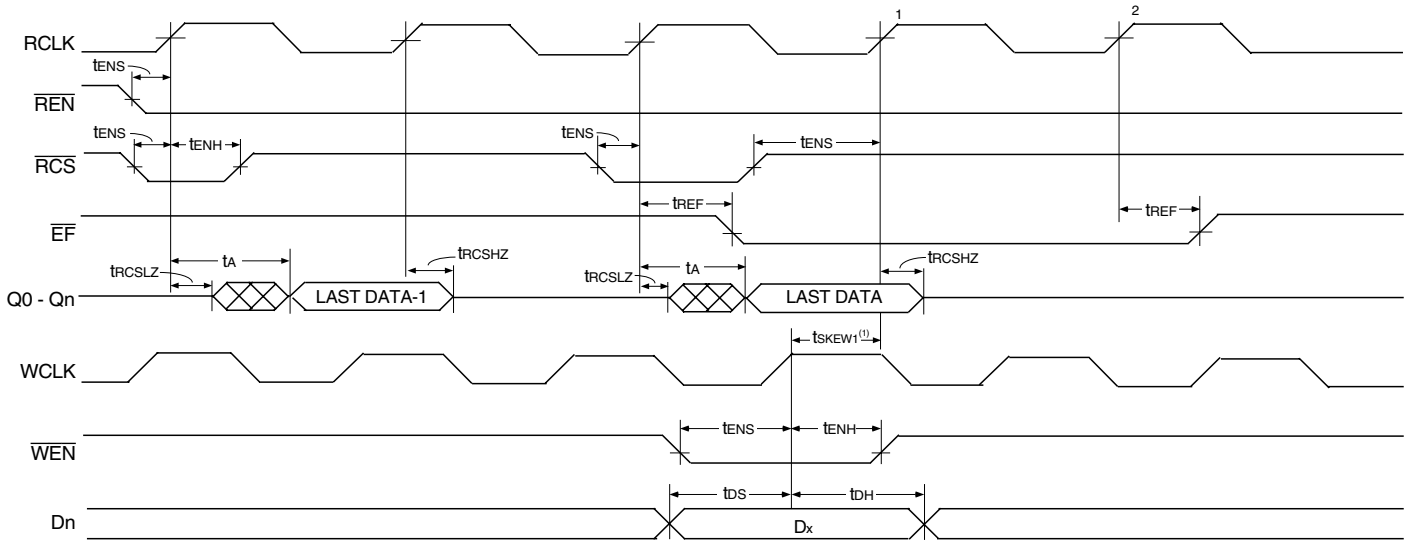 1 2
RCLK
tENS
REN
tENS tENH tENS tENS
RCS
tREF tREF
EF
tRCSLZ tA tRCSHZ tRCSLZ tA tRCSHZ
Q0 - Qn LAST DATA-1 LAST DATA
tSKEW1(1)
WCLK
tENS tENH
WEN
tDS tDH
Dn Dx